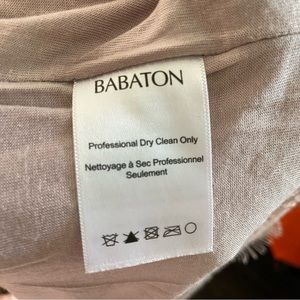 BABATON
Professional Dry Clean Only
Nettoyage à Sec Professionnel
Seulement